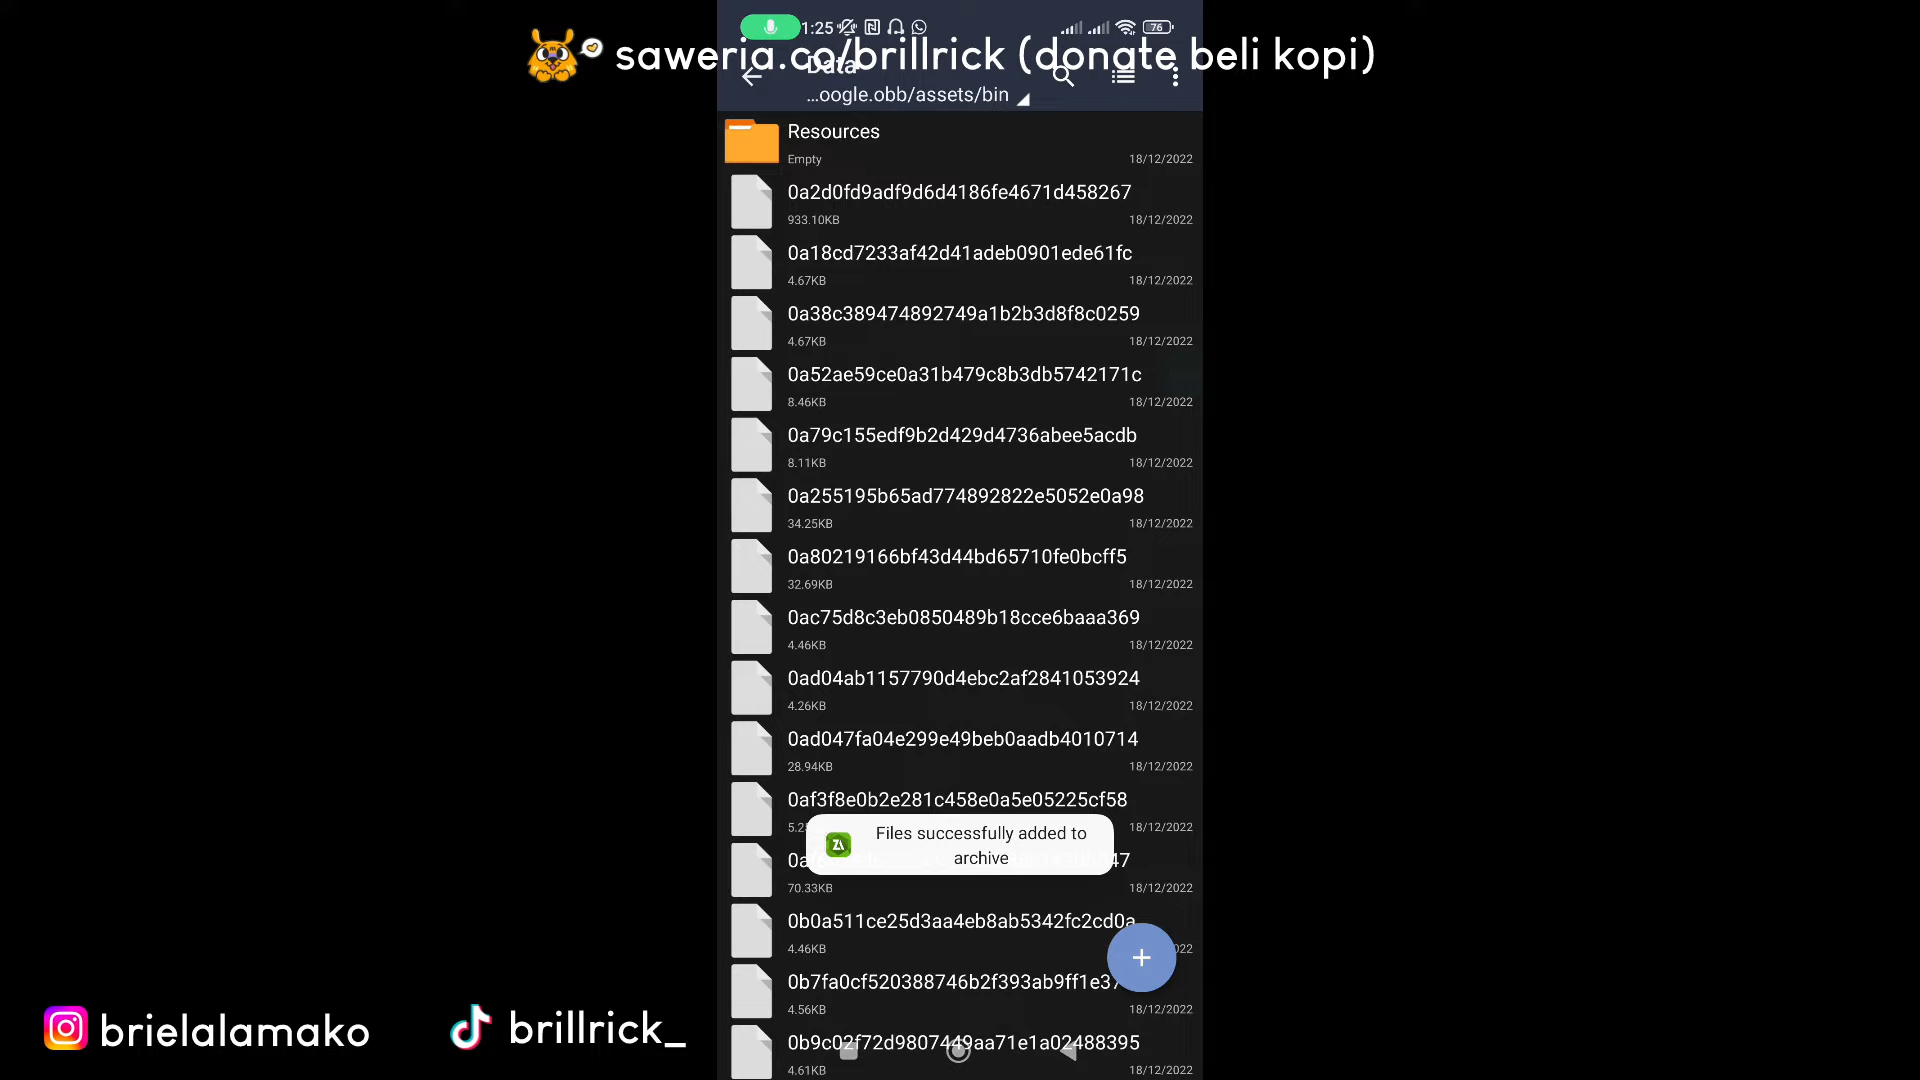 saweria.co/brillrick (donate beli kopi)
1:25
76
Data
...oogle.obb/assets/bin
Resources
Empty
18/12/2022
0a2d0fd9adf9d6d4186fe4671d458267
933.10KB
18/12/2022
0a18cd7233af42d41adeb0901ede61fc
4.67KB
18/12/2022
0a38c389474892749a1b2b3d8f8c0259
4.67KB
18/12/2022
0a52ae59ce0a31b479c8b3db5742171c
8.46KB
18/12/2022
0a79c155edf9b2d429d4736abee5acdb
8.11KB
18/12/2022
0a255195b65ad774892822e5052e0a98
34.25KB
18/12/2022
0a80219166bf43d44bd65710fe0bcff5
32.69KB
18/12/2022
0ac75d8c3eb0850489b18cce6baaa369
4.46KB
18/12/2022
0ad04ab1157790d4ebc2af2841053924
4.26KB
18/12/2022
0ad047fa04e299e49beb0aadb4010714
28.94KB
18/12/2022
0af3f8e0b2e281c458e0a5e05225cf58
18/12/2022
ZA
Files successfully added to
archive
70.33KB
18/12/2022
0b0a511ce25d3aa4eb8ab5342fc2cd0a
4.46KB
0b7fa0cf520388746b2f393ab9ff1e37
4.56KB
18/12/2022
0b9c02f72d9807449aa71e1a02488395
4.61KB
18/12/2022
brielalamako
brillrick_